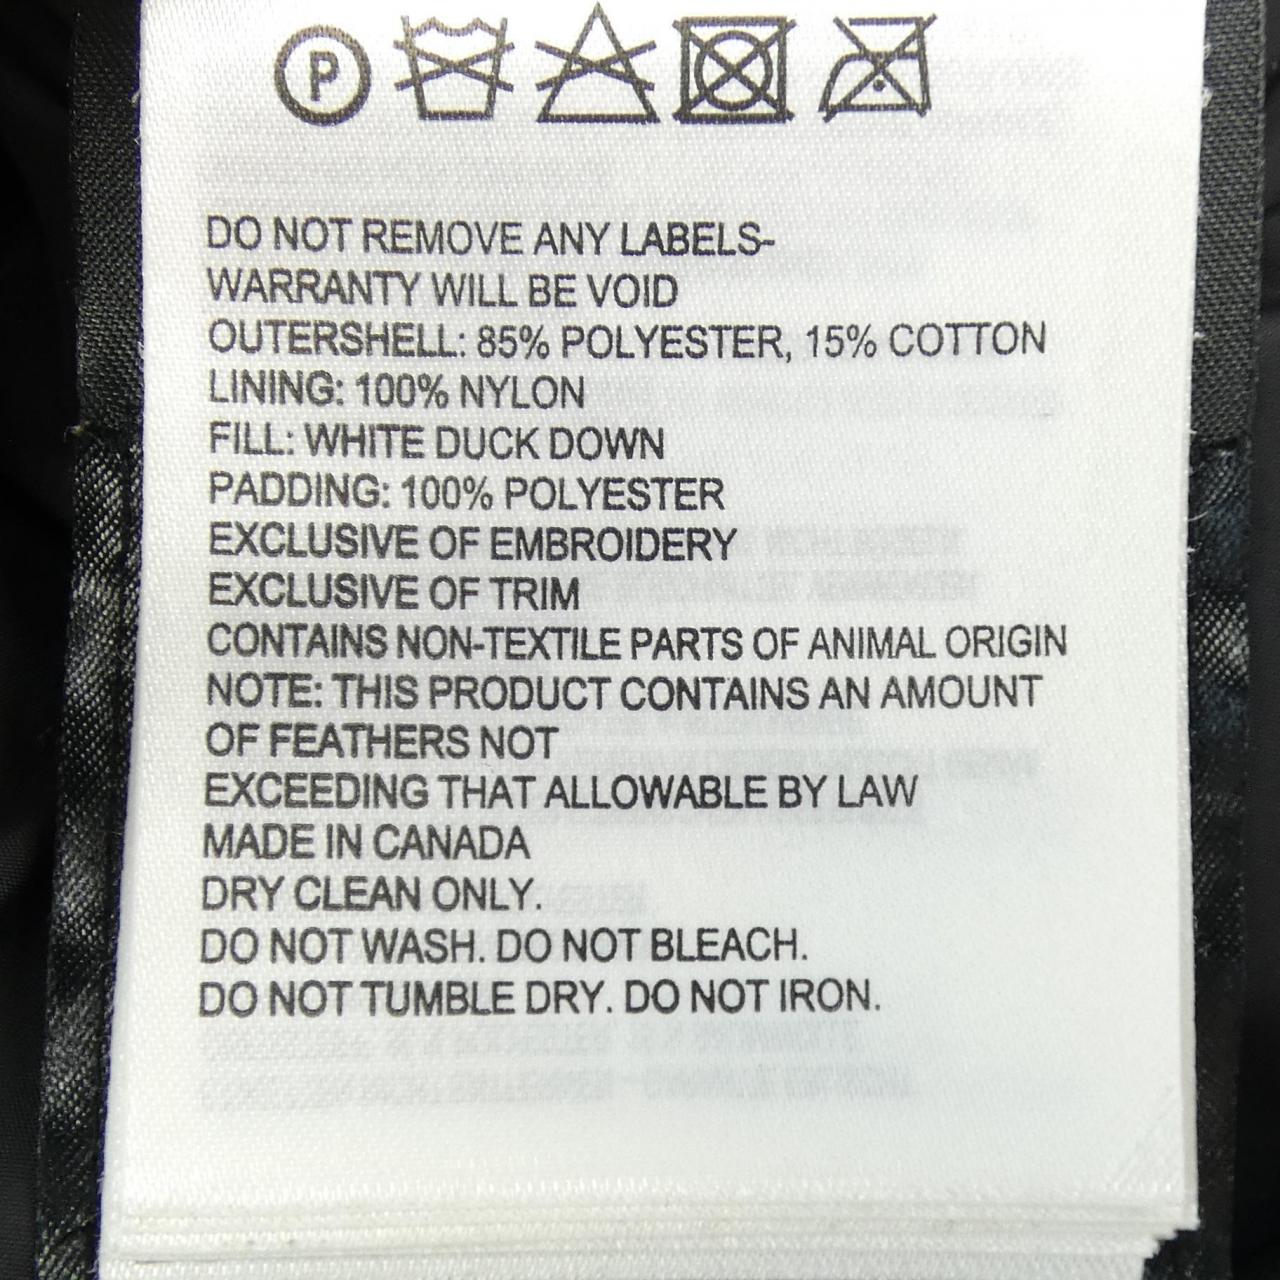 P
DO NOT REMOVE ANY LABELS-
WARRANTY WILL BE VOID
OUTERSHELL: 85% POLYESTER, 15% COTTON
LINING: 100% NYLON
FILL: WHITE DUCK DOWN
PADDING: 100% POLYESTER
EXCLUSIVE OF EMBROIDERY
EXCLUSIVE OF TRIM
CONTAINS NON-TEXTILE PARTS OF ANIMAL ORIGIN
NOTE: THIS PRODUCT CONTAINS AN AMOUNT
OF FEATHERS NOT
EXCEEDING THAT ALLOWABLE BY LAW
MADE IN CANADA
DRY CLEAN ONLY.
DO NOT WASH. DO NOT BLEACH.
DO NOT TUMBLE DRY. DO NOT IRON.